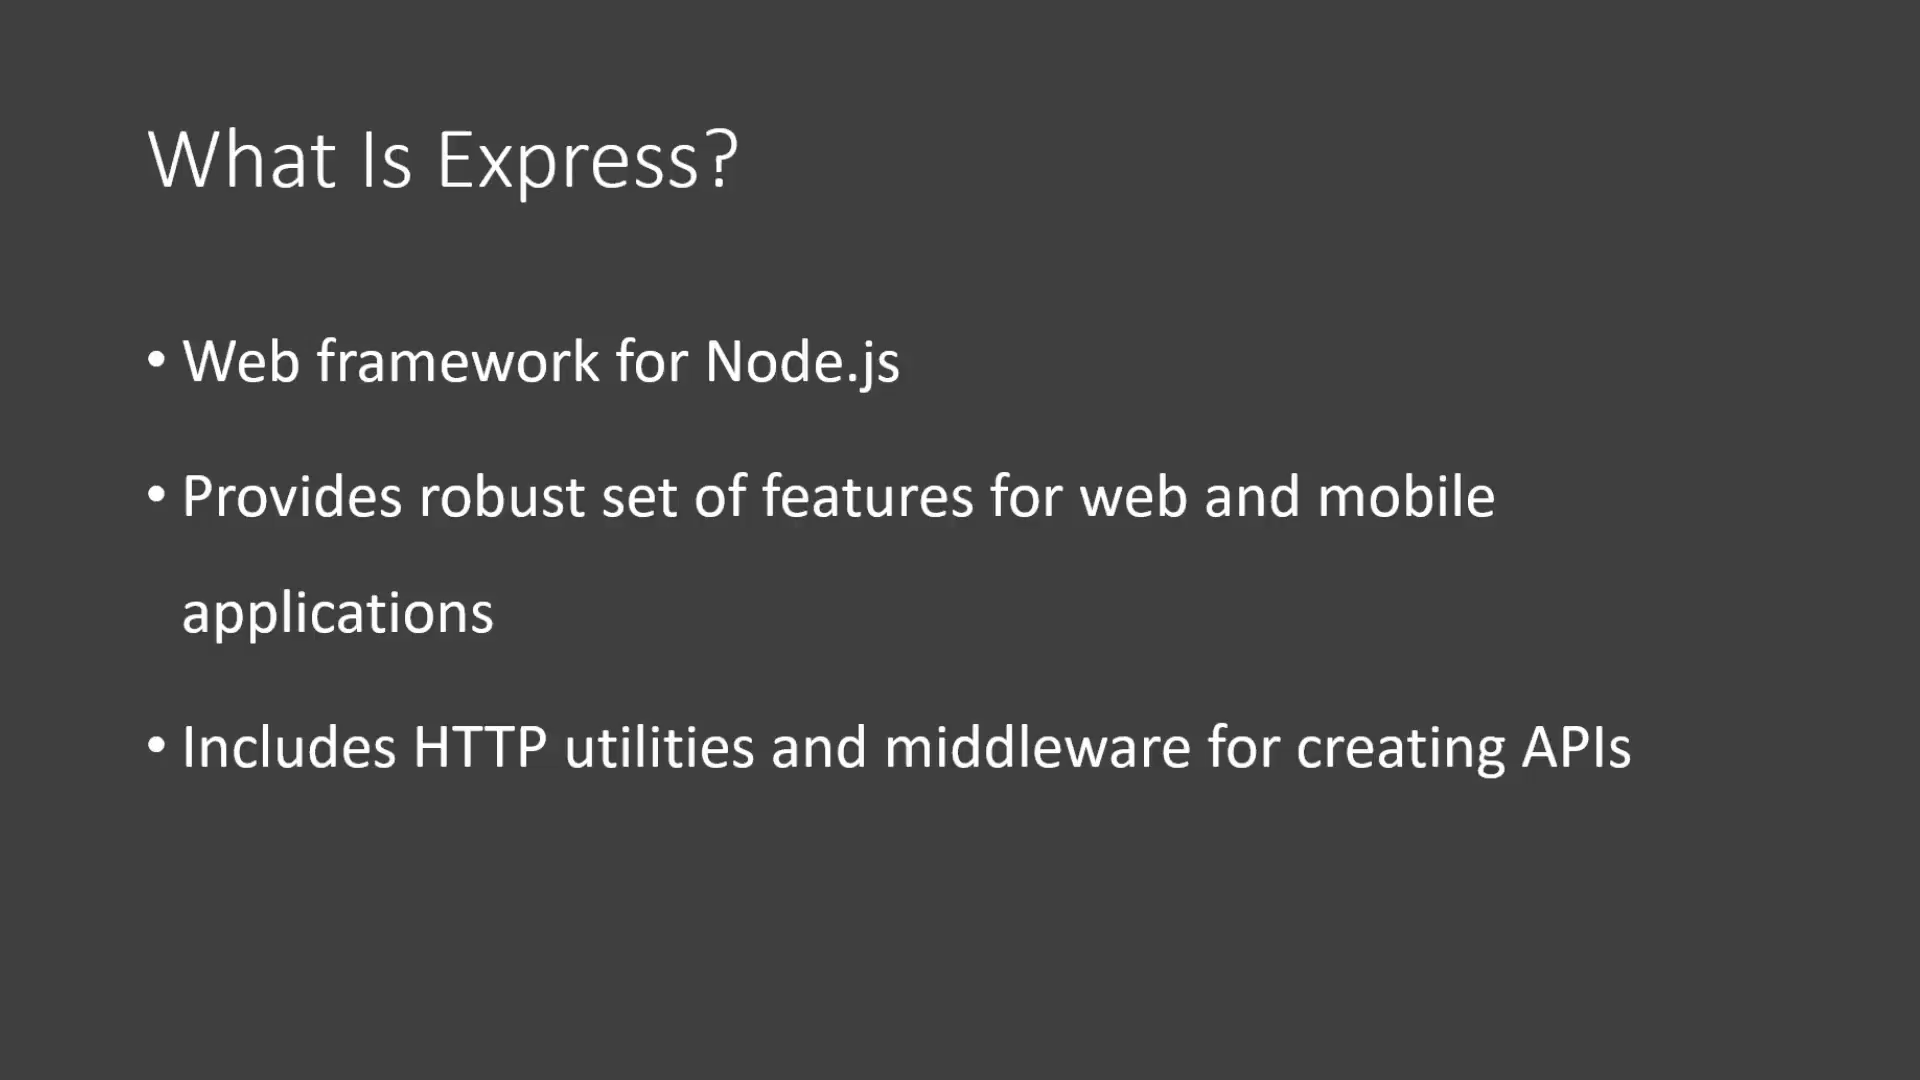 What Is Express?
• Web framework for Node.js
• Provides robust set of features for web and mobile
applications
• Includes HTTP utilities and middleware for creating APIs